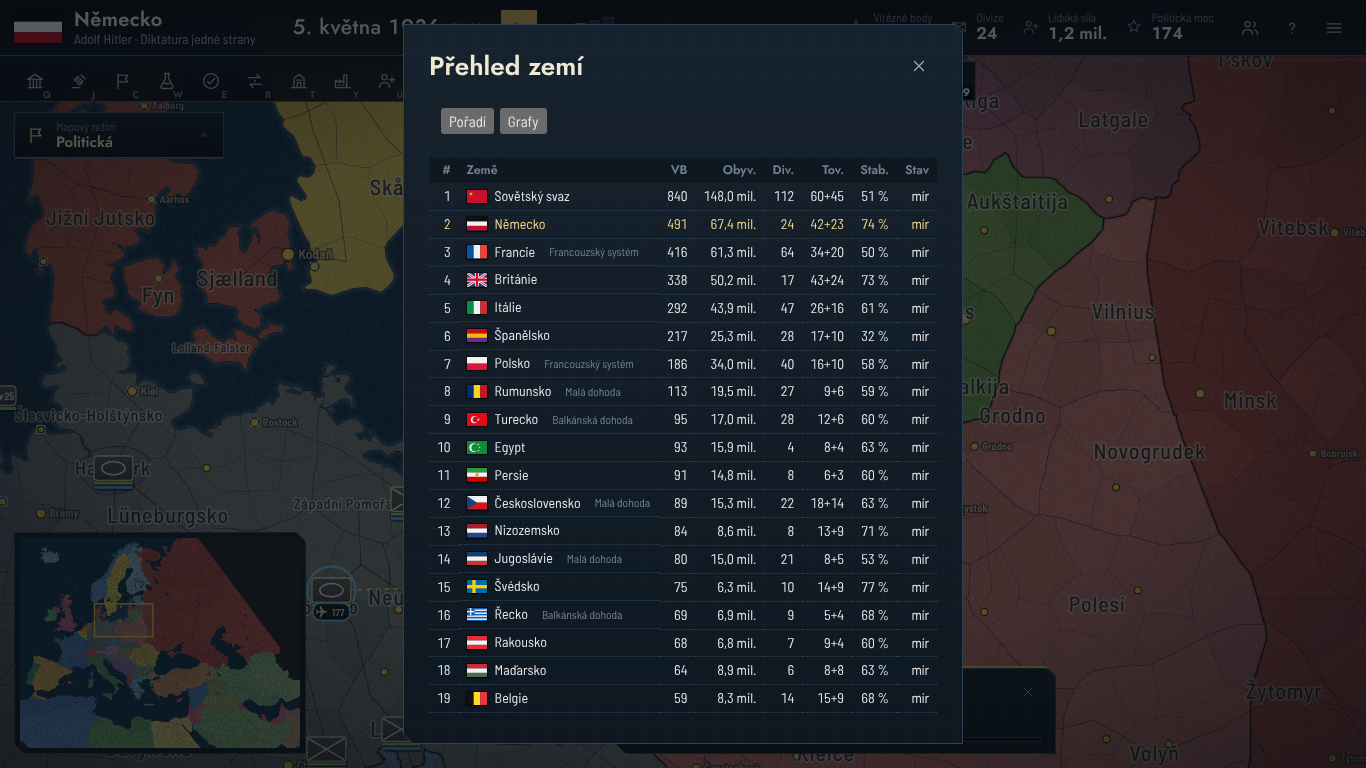 Německo
Adolf Hitler · Diktatura jedné strany
5. května 1936
Vítězné body
Divize
24
Lidská síla
1,2 mil.
Politická moc
174
?
Q J C W E R T Y U
Mapový režim
Politická
Přehled zemí
Pořadí Grafy
# Země VB Obyv. Div. Tov. Stab. Stav
1 Sovětský svaz 840 148,0 mil. 112 60+45 51 % mír
2 Německo 491 67,4 mil. 24 42+23 74 % mír
3 Francie Francouzský systém 416 61,3 mil. 64 34+20 50 % mír
4 Británie 338 50,2 mil. 17 43+24 73 % mír
5 Itálie 292 43,9 mil. 47 26+16 61 % mír
6 Španělsko 217 25,3 mil. 28 17+10 32 % mír
7 Polsko Francouzský systém 186 34,0 mil. 40 16+10 58 % mír
8 Rumunsko Malá dohoda 113 19,5 mil. 27 9+6 59 % mír
9 Turecko Balkánská dohoda 95 17,0 mil. 28 12+6 60 % mír
10 Egypt 93 15,9 mil. 4 8+4 63 % mír
11 Persie 91 14,8 mil. 8 6+3 60 % mír
12 Československo Malá dohoda 89 15,3 mil. 22 18+14 63 % mír
13 Nizozemsko 84 8,6 mil. 8 13+9 71 % mír
14 Jugoslávie Malá dohoda 80 15,0 mil. 21 8+5 53 % mír
15 Švédsko 75 6,3 mil. 10 14+9 77 % mír
16 Řecko Balkánská dohoda 69 6,9 mil. 9 5+4 68 % mír
17 Rakousko 68 6,8 mil. 7 9+4 60 % mír
18 Maďarsko 64 8,9 mil. 6 8+8 63 % mír
19 Belgie 59 8,3 mil. 14 15+9 68 % mír
Aalborg
Aarhus
Jižní Jutsko
Skå
Kodaň
Sjælland
Fyn
Lolland-Falster
Kiel
Šlesvicko-Holštýnsko
Rostock
Západní Pomořa
Brémy
Lüneburgsko
177
Pskov
Latgale
Aukštaitija
Vitebsk
Viteb
Vilnius
Minsk
Grodno
Grodno
Novogrudek
Bobrujsk
Polesí
Žytomyr
Volyň
Kielce